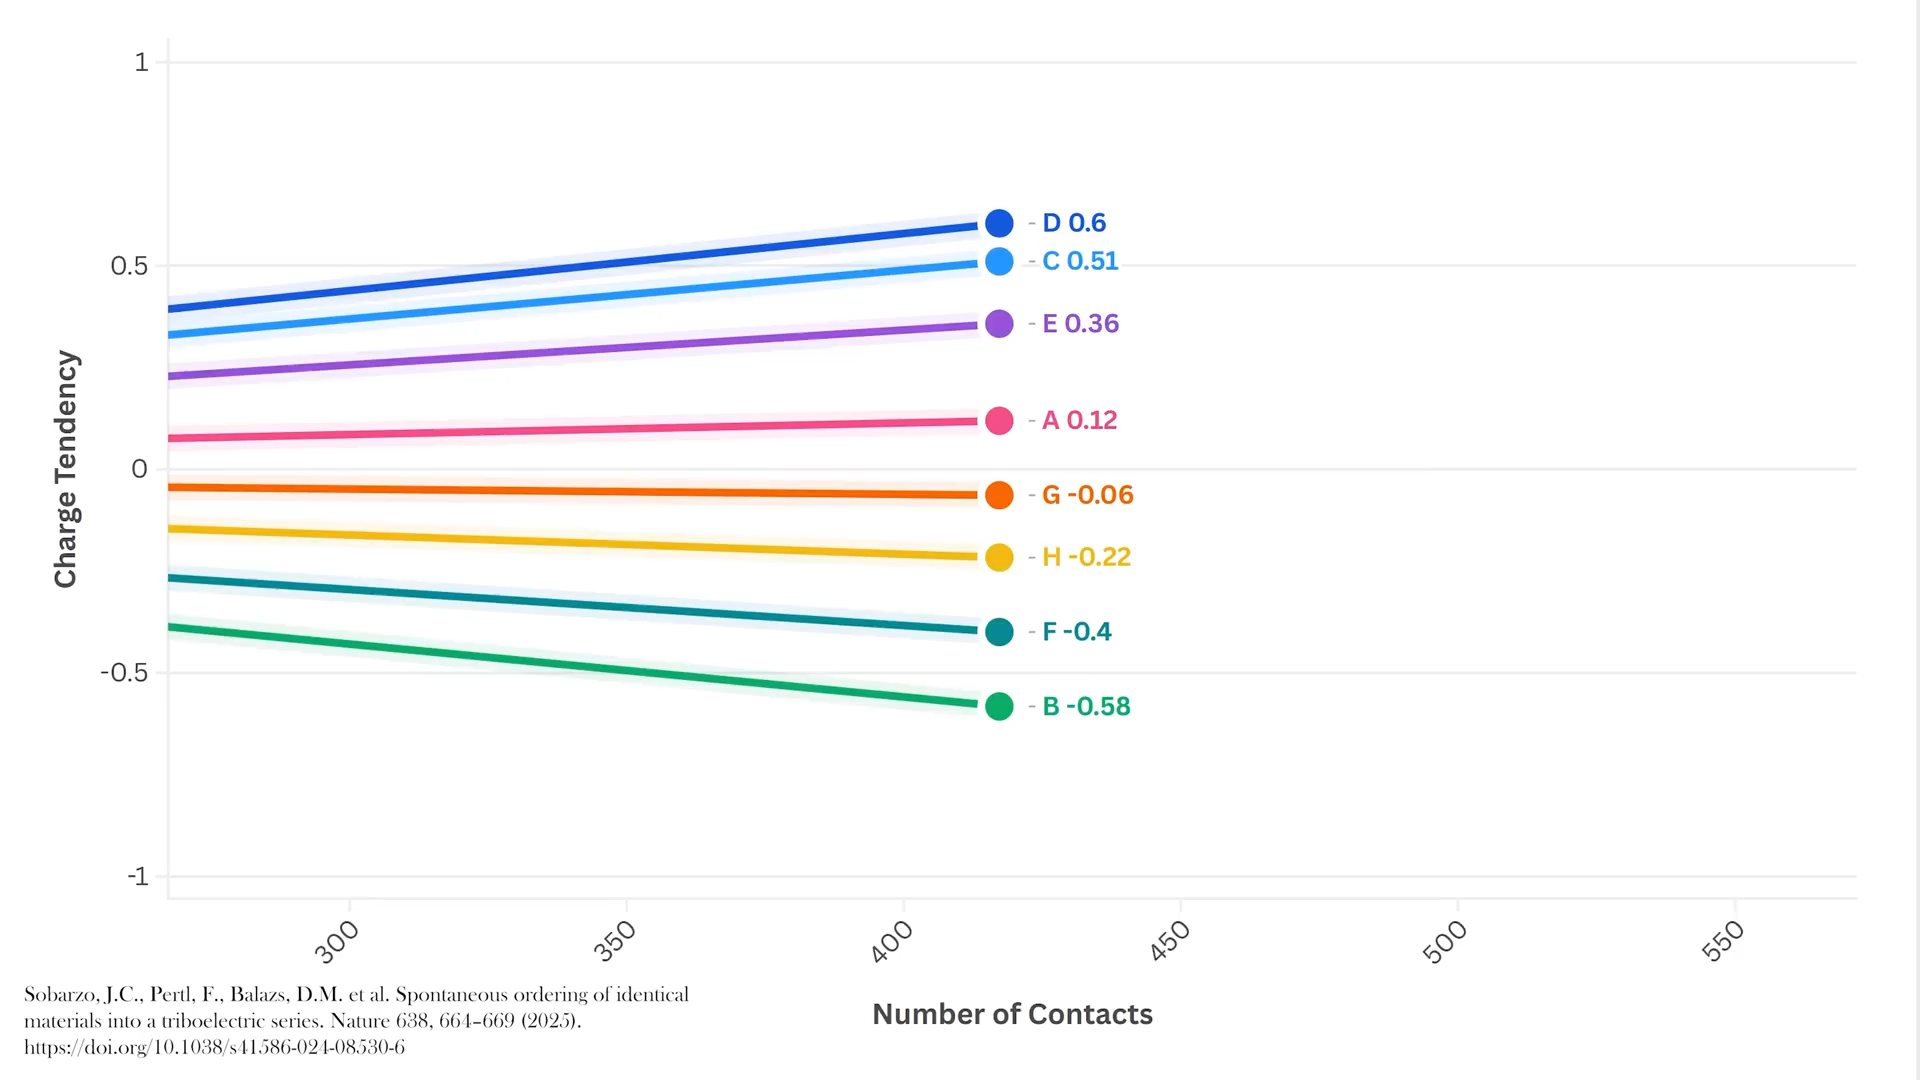 1
0.5
0
-0.5
-1
Charge Tendency
- D 0.6
- C 0.51
- E 0.36
- A 0.12
- G -0.06
- H -0.22
- F -0.4
- B -0.58
300
350
400
450
500
550
Number of Contacts
Sobarzo, J.C., Pertl, F., Balazs, D.M. et al. Spontaneous ordering of identical
materials into a triboelectric series. Nature 638, 664–669 (2025).
https://doi.org/10.1038/s41586-024-08530-6